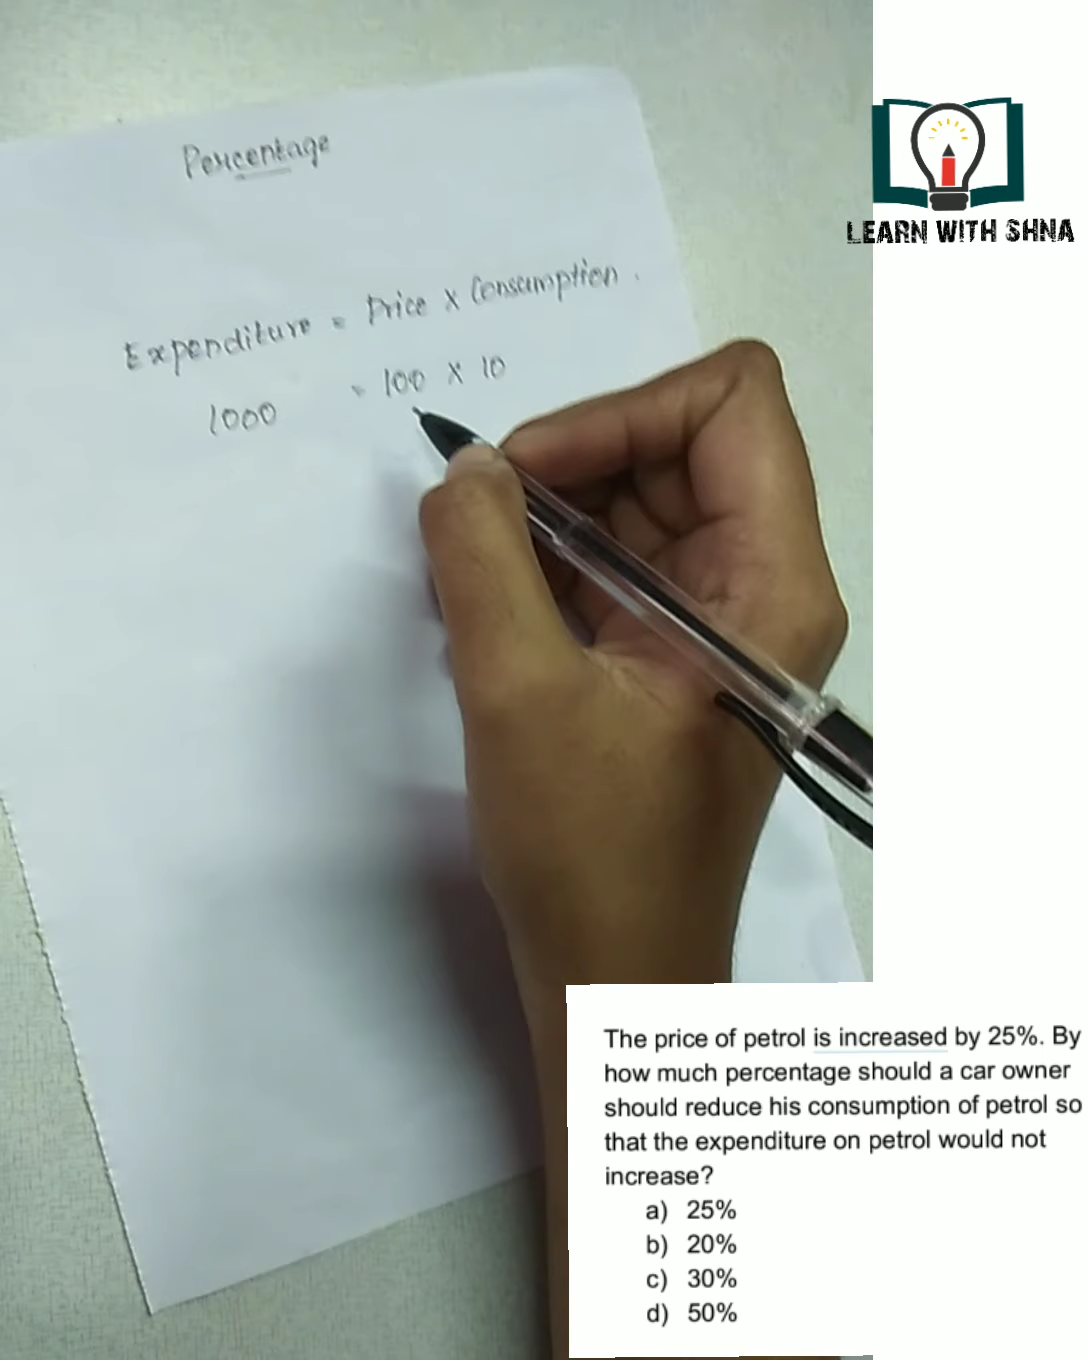 Percentage
LEARN WITH SHNA
Expenditure = Price x Consumption.
1000 = 100 x 10
The price of petrol is increased by 25%. By
how much percentage should a car owner
should reduce his consumption of petrol so
that the expenditure on petrol would not
increase?
a) 25%
b) 20%
c) 30%
d) 50%